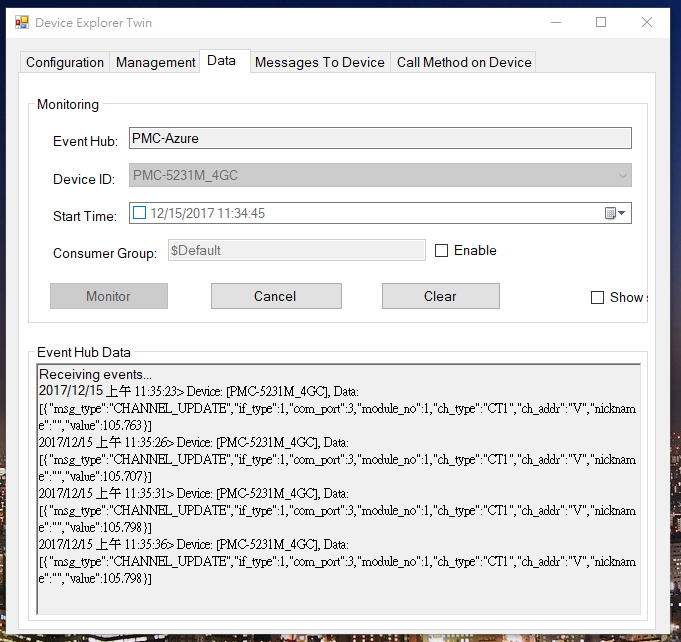 Device Explorer Twin
Configuration Management Data Messages To Device Call Method on Device
Monitoring
Event Hub: PMC-Azure
Device ID: PMC-5231M_4GC
Start Time: 12/15/2017 11:34:45
Consumer Group: $Default Enable
Monitor Cancel Clear Show
Event Hub Data
Receiving events...
2017/12/15 上午 11:35:23> Device: [PMC-5231M_4GC], Data:
[{"msg_type":"CHANNEL_UPDATE","if_type":1,"com_port":3,"module_no":1,"ch_type":"CT1","ch_addr":"V","nicknam
e":"","value":105.763}]
2017/12/15 上午 11:35:26> Device: [PMC-5231M_4GC], Data:
[{"msg_type":"CHANNEL_UPDATE","if_type":1,"com_port":3,"module_no":1,"ch_type":"CT1","ch_addr":"V","nicknam
e":"","value":105.707}]
2017/12/15 上午 11:35:31> Device: [PMC-5231M_4GC], Data:
[{"msg_type":"CHANNEL_UPDATE","if_type":1,"com_port":3,"module_no":1,"ch_type":"CT1","ch_addr":"V","nicknam
e":"","value":105.798}]
2017/12/15 上午 11:35:36> Device: [PMC-5231M_4GC], Data:
[{"msg_type":"CHANNEL_UPDATE","if_type":1,"com_port":3,"module_no":1,"ch_type":"CT1","ch_addr":"V","nicknam
e":"","value":105.798}]